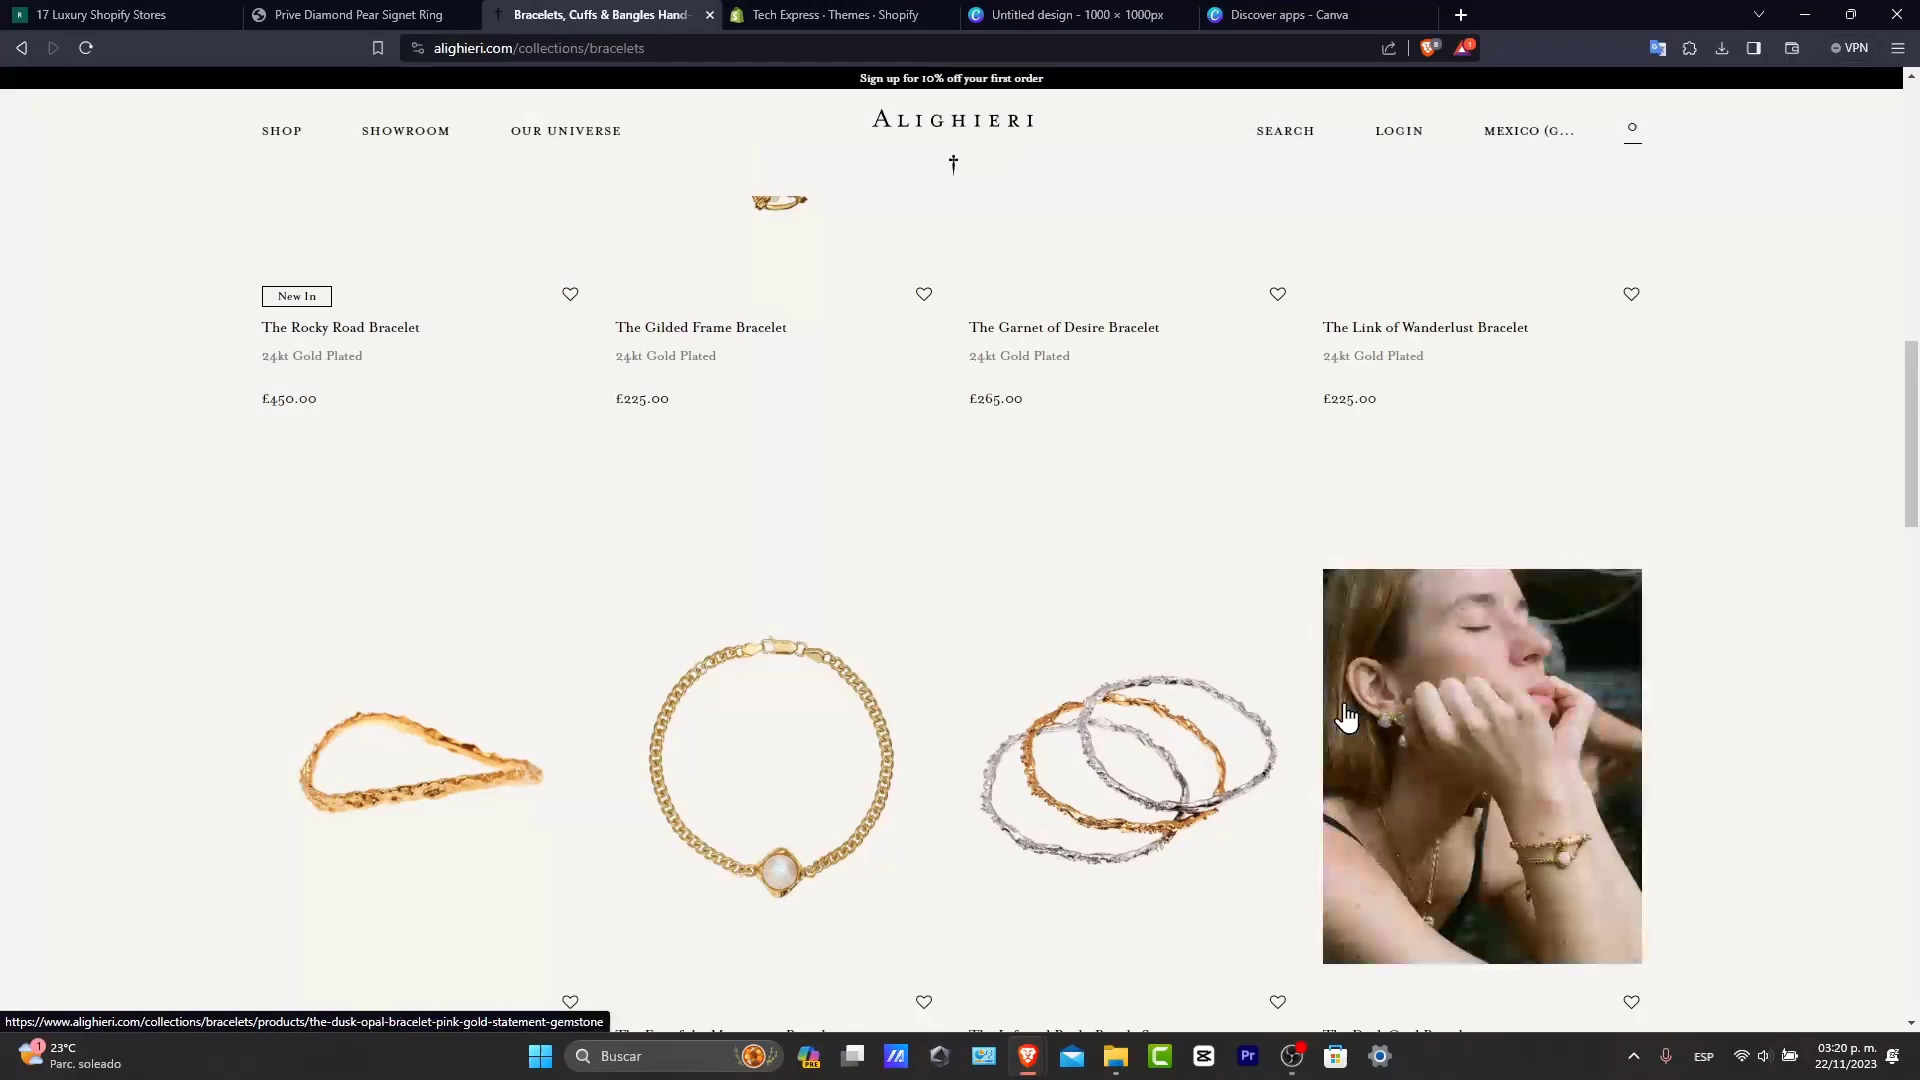 17 Luxury Shopify Stores
Prive Diamond Pear Signet Ring
Bracelets, Cuffs & Bangles Hand-
Tech Express · Themes · Shopify
Untitled design - 1000 × 1000px
Discover apps - Canva
alighieri.com/collections/bracelets
VPN
Sign up for 10% off your first order
SHOP
SHOWROOM
OUR UNIVERSE
ALIGHIERI
SEARCH
LOGIN
MEXICO (G...
0
New In
The Rocky Road Bracelet
The Gilded Frame Bracelet
The Garnet of Desire Bracelet
The Link of Wanderlust Bracelet
24kt Gold Plated
24kt Gold Plated
24kt Gold Plated
24kt Gold Plated
£450.00
£225.00
£265.00
£225.00
https://www.alighieri.com/collections/bracelets/products/the-dusk-opal-bracelet-pink-gold-statement-gemstone
23°C
Parc. soleado
Buscar
PRE
Pr
ESP
03:20 p. m.
22/11/2023